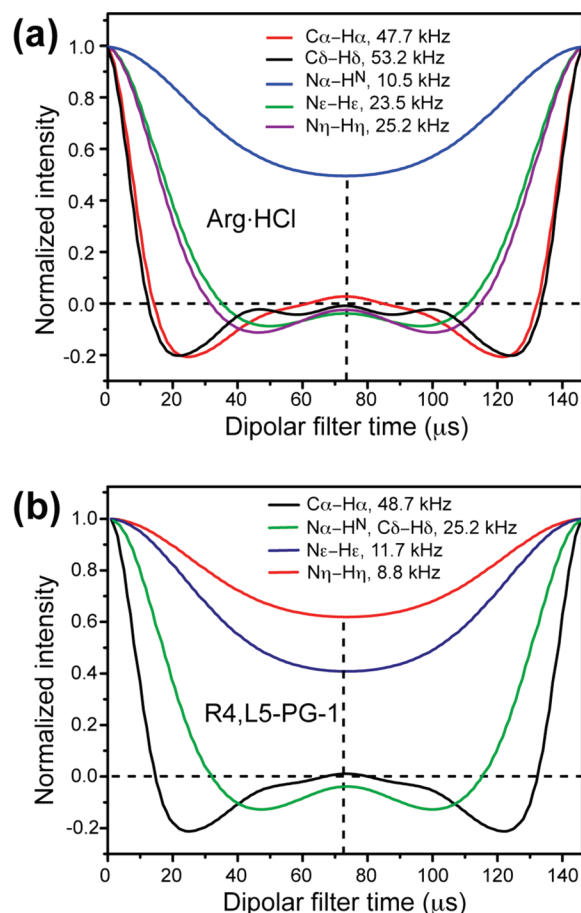 (a)
Cα–Hα, 47.7 kHz
Cδ–Hδ, 53.2 kHz
Nα–Hᴺ, 10.5 kHz
Nε–Hε, 23.5 kHz
Nη–Hη, 25.2 kHz
Arg·HCl
Normalized intensity
1.0
0.8
0.6
0.4
0.2
0.0
-0.2
0 20 40 60 80 100 120 140
Dipolar filter time (μs)
(b)
Cα–Hα, 48.7 kHz
Nα–Hᴺ, Cδ–Hδ, 25.2 kHz
Nε–Hε, 11.7 kHz
Nη–Hη, 8.8 kHz
R4,L5-PG-1
Normalized intensity
1.0
0.8
0.6
0.4
0.2
0.0
-0.2
0 20 40 60 80 100 120 140
Dipolar filter time (μs)